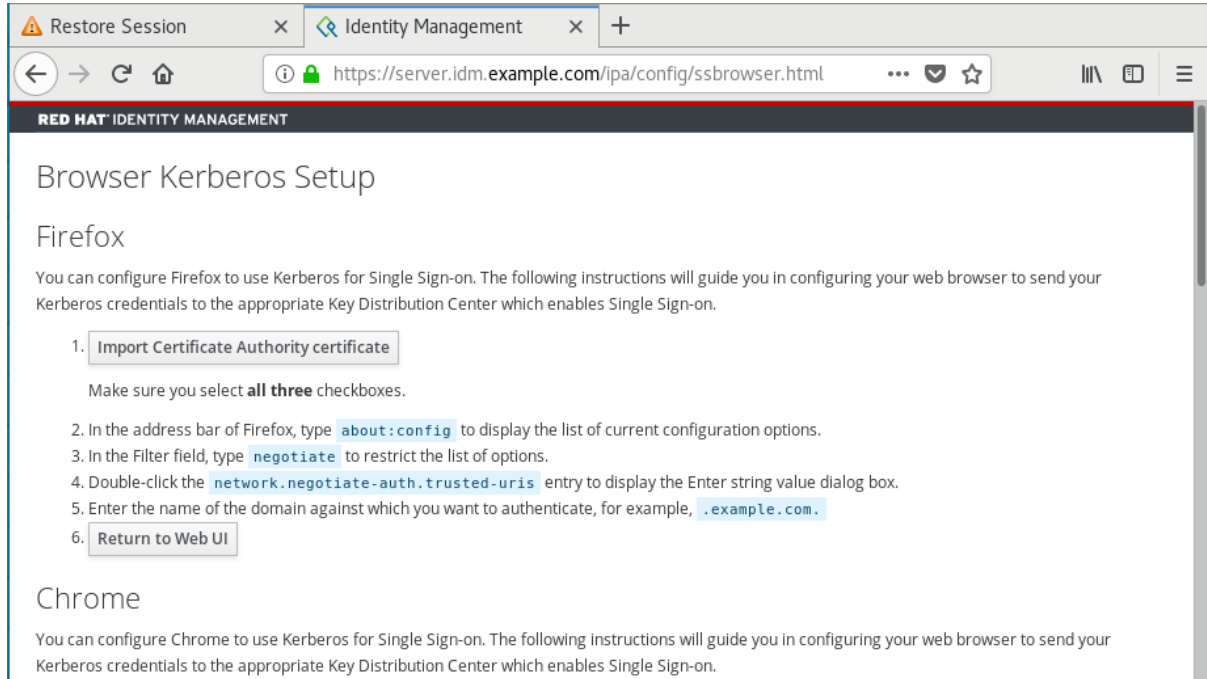 Restore Session
Identity Management
https://server.idm.example.com/ipa/config/ssbrowser.html
RED HAT® IDENTITY MANAGEMENT
Browser Kerberos Setup
Firefox
You can configure Firefox to use Kerberos for Single Sign-on. The following instructions will guide you in configuring your web browser to send your
Kerberos credentials to the appropriate Key Distribution Center which enables Single Sign-on.
1. Import Certificate Authority certificate
Make sure you select all three checkboxes.
2. In the address bar of Firefox, type about:config to display the list of current configuration options.
3. In the Filter field, type negotiate to restrict the list of options.
4. Double-click the network.negotiate-auth.trusted-uris entry to display the Enter string value dialog box.
5. Enter the name of the domain against which you want to authenticate, for example, .example.com.
6. Return to Web UI
Chrome
You can configure Chrome to use Kerberos for Single Sign-on. The following instructions will guide you in configuring your web browser to send your
Kerberos credentials to the appropriate Key Distribution Center which enables Single Sign-on.